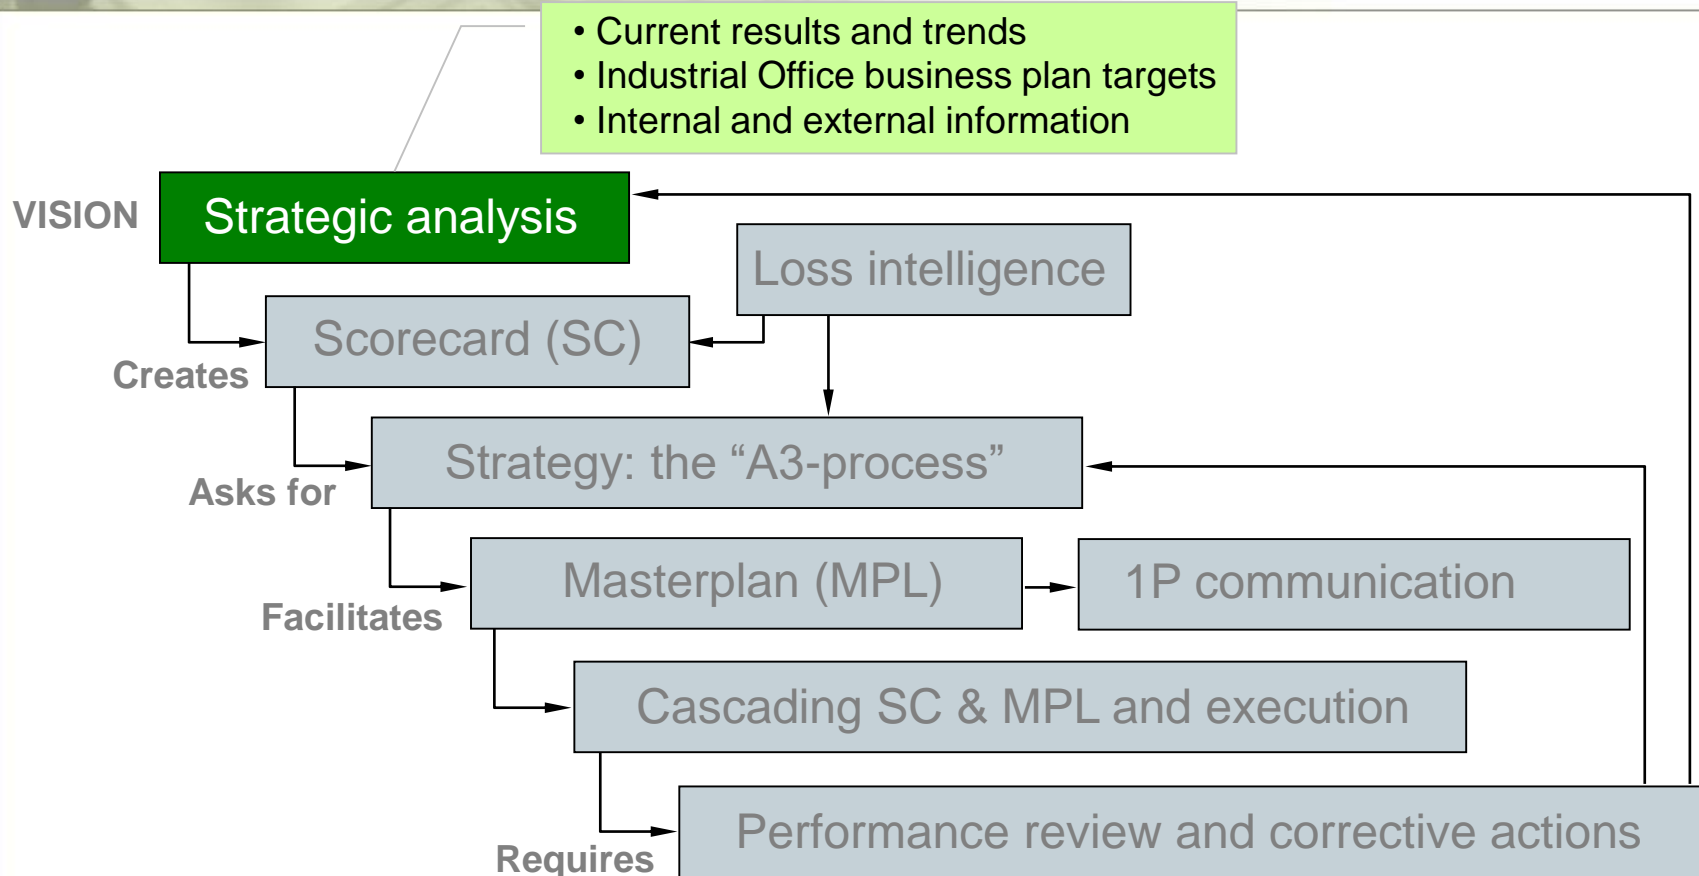 • Current results and trends
• Industrial Office business plan targets
• Internal and external information
VISION
Strategic analysis
Loss intelligence
Scorecard (SC)
Creates
Strategy: the “A3-process”
Asks for
Masterplan (MPL)
1P communication
Facilitates
Cascading SC & MPL and execution
Performance review and corrective actions
Requires